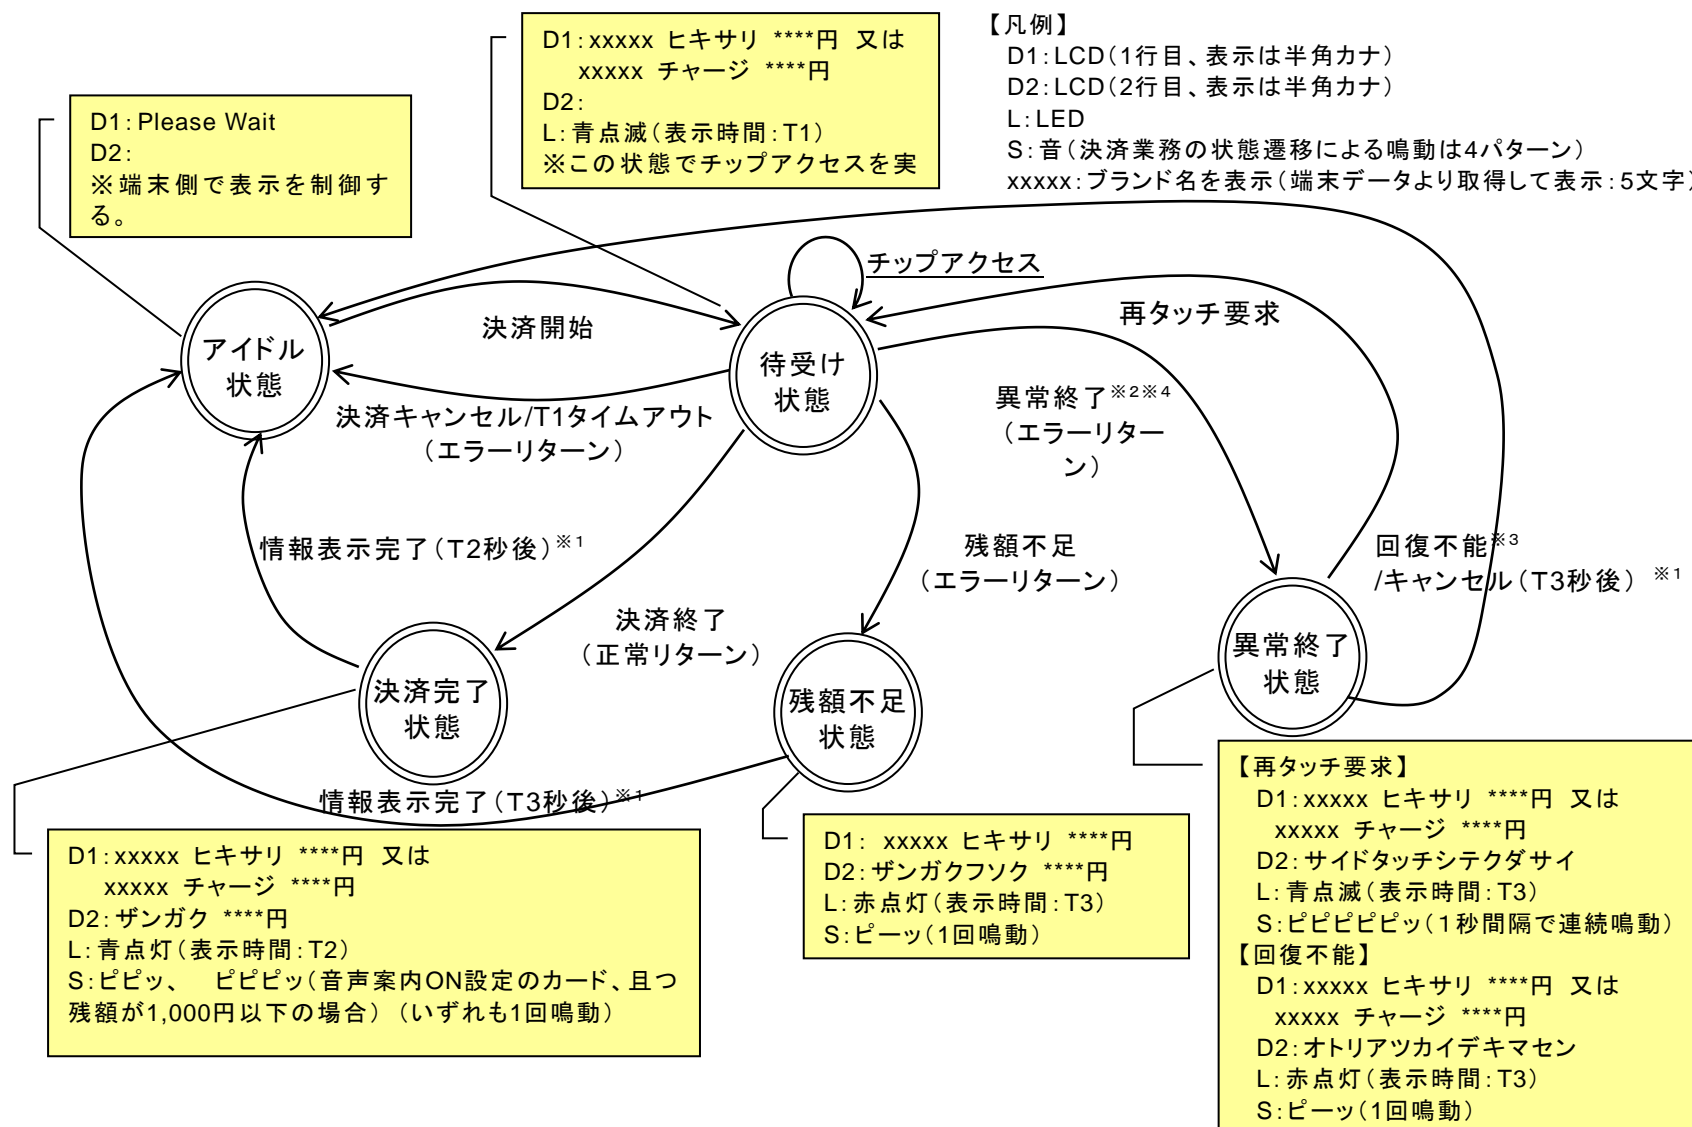 D1:xxxxx ヒキサリ ****円 又は
xxxxx チャージ ****円
D2:
L:青点滅(表示時間:T1)
※この状態でチップアクセスを実
【凡例】
D1:LCD(1行目、表示は半角カナ)
D2:LCD(2行目、表示は半角カナ)
L:LED
S:音(決済業務の状態遷移による鳴動は4パターン)
xxxxx:ブランド名を表示(端末データより取得して表示:5文字)
D1:Please Wait
D2:
※端末側で表示を制御す
る。
チップアクセス
決済開始
再タッチ要求
アイドル
状態
待受け
状態
決済キャンセル/T1タイムアウト
(エラーリターン)
異常終了※2※4
(エラーリター
ン)
情報表示完了(T2秒後)※1
残額不足
(エラーリターン)
回復不能※3
/キャンセル(T3秒後) ※1
決済終了
(正常リターン)
決済完了
状態
残額不足
状態
異常終了
状態
情報表示完了(T3秒後)※1
D1:xxxxx ヒキサリ ****円 又は
xxxxx チャージ ****円
D2:ザンガク ****円
L:青点灯(表示時間:T2)
S:ピピッ、 ピピピッ(音声案内ON設定のカード、且つ
残額が1,000円以下の場合) (いずれも1回鳴動)
D1: xxxxx ヒキサリ ****円
D2:ザンガクフソク ****円
L:赤点灯(表示時間:T3)
S:ピーッ(1回鳴動)
【再タッチ要求】
D1:xxxxx ヒキサリ ****円 又は
xxxxx チャージ ****円
D2:サイドタッチシテクダサイ
L:青点滅(表示時間:T3)
S:ピピピピピッ(1秒間隔で連続鳴動)
【回復不能】
D1:xxxxx ヒキサリ ****円 又は
xxxxx チャージ ****円
D2:オトリアツカイデキマセン
L:赤点灯(表示時間:T3)
S:ピーッ(1回鳴動)